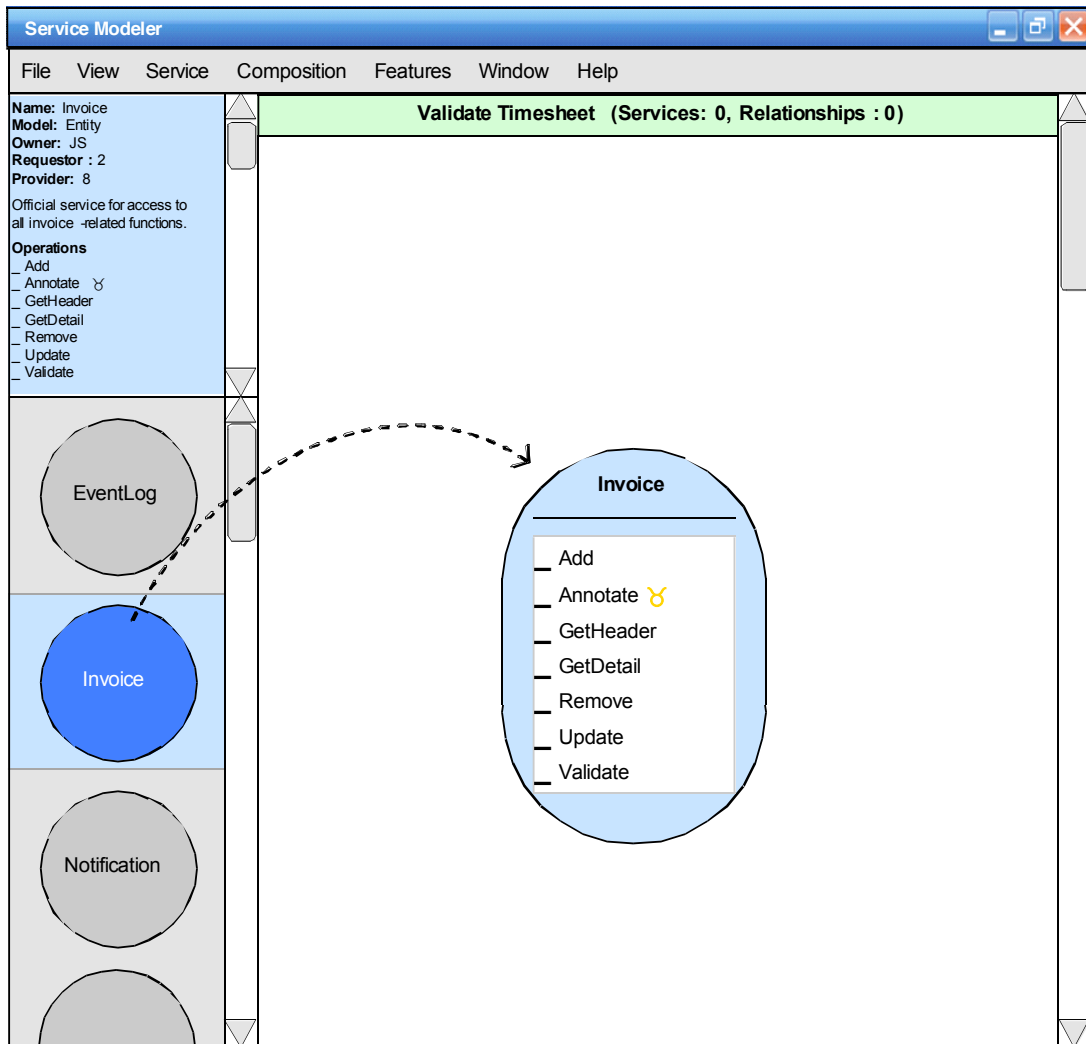 Service Modeler
File View Service Composition Features Window Help
Name: Invoice
Model: Entity
Owner: JS
Requestor : 2
Provider: 8
Official service for access to
all invoice -related functions.
Operations
_ Add
_ Annotate ♉
_ GetHeader
_ GetDetail
_ Remove
_ Update
_ Validate
EventLog
Invoice
Notification
Validate Timesheet (Services: 0, Relationships : 0)
Invoice
_ Add
_ Annotate ♉
_ GetHeader
_ GetDetail
_ Remove
_ Update
_ Validate